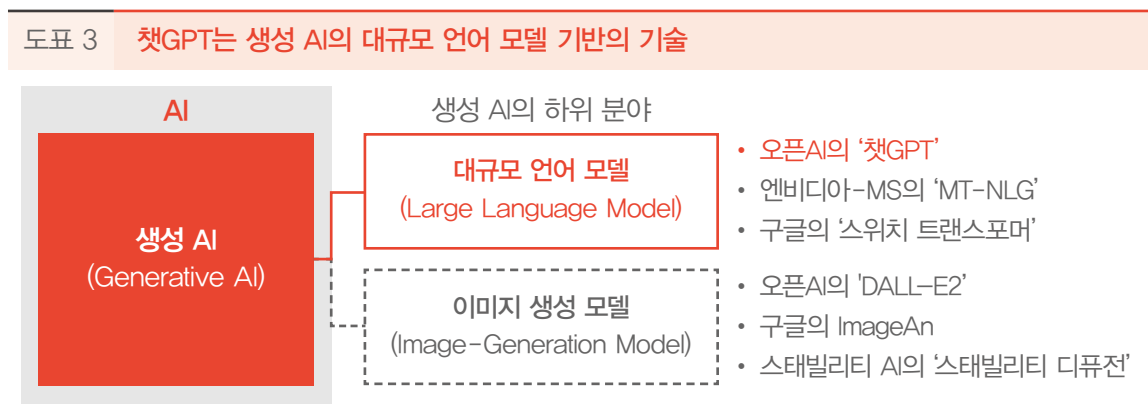 도표 3 챗GPT는 생성 AI의 대규모 언어 모델 기반의 기술
AI
생성 AI
(Generative AI)
생성 AI의 하위 분야
대규모 언어 모델
(Large Language Model)
• 오픈AI의 ‘챗GPT’
• 엔비디아-MS의 ‘MT-NLG’
• 구글의 ‘스위치 트랜스포머’
이미지 생성 모델
(Image-Generation Model)
• 오픈AI의 'DALL-E2’
• 구글의 ImageAn
• 스태빌리티 AI의 ‘스태빌리티 디퓨전’